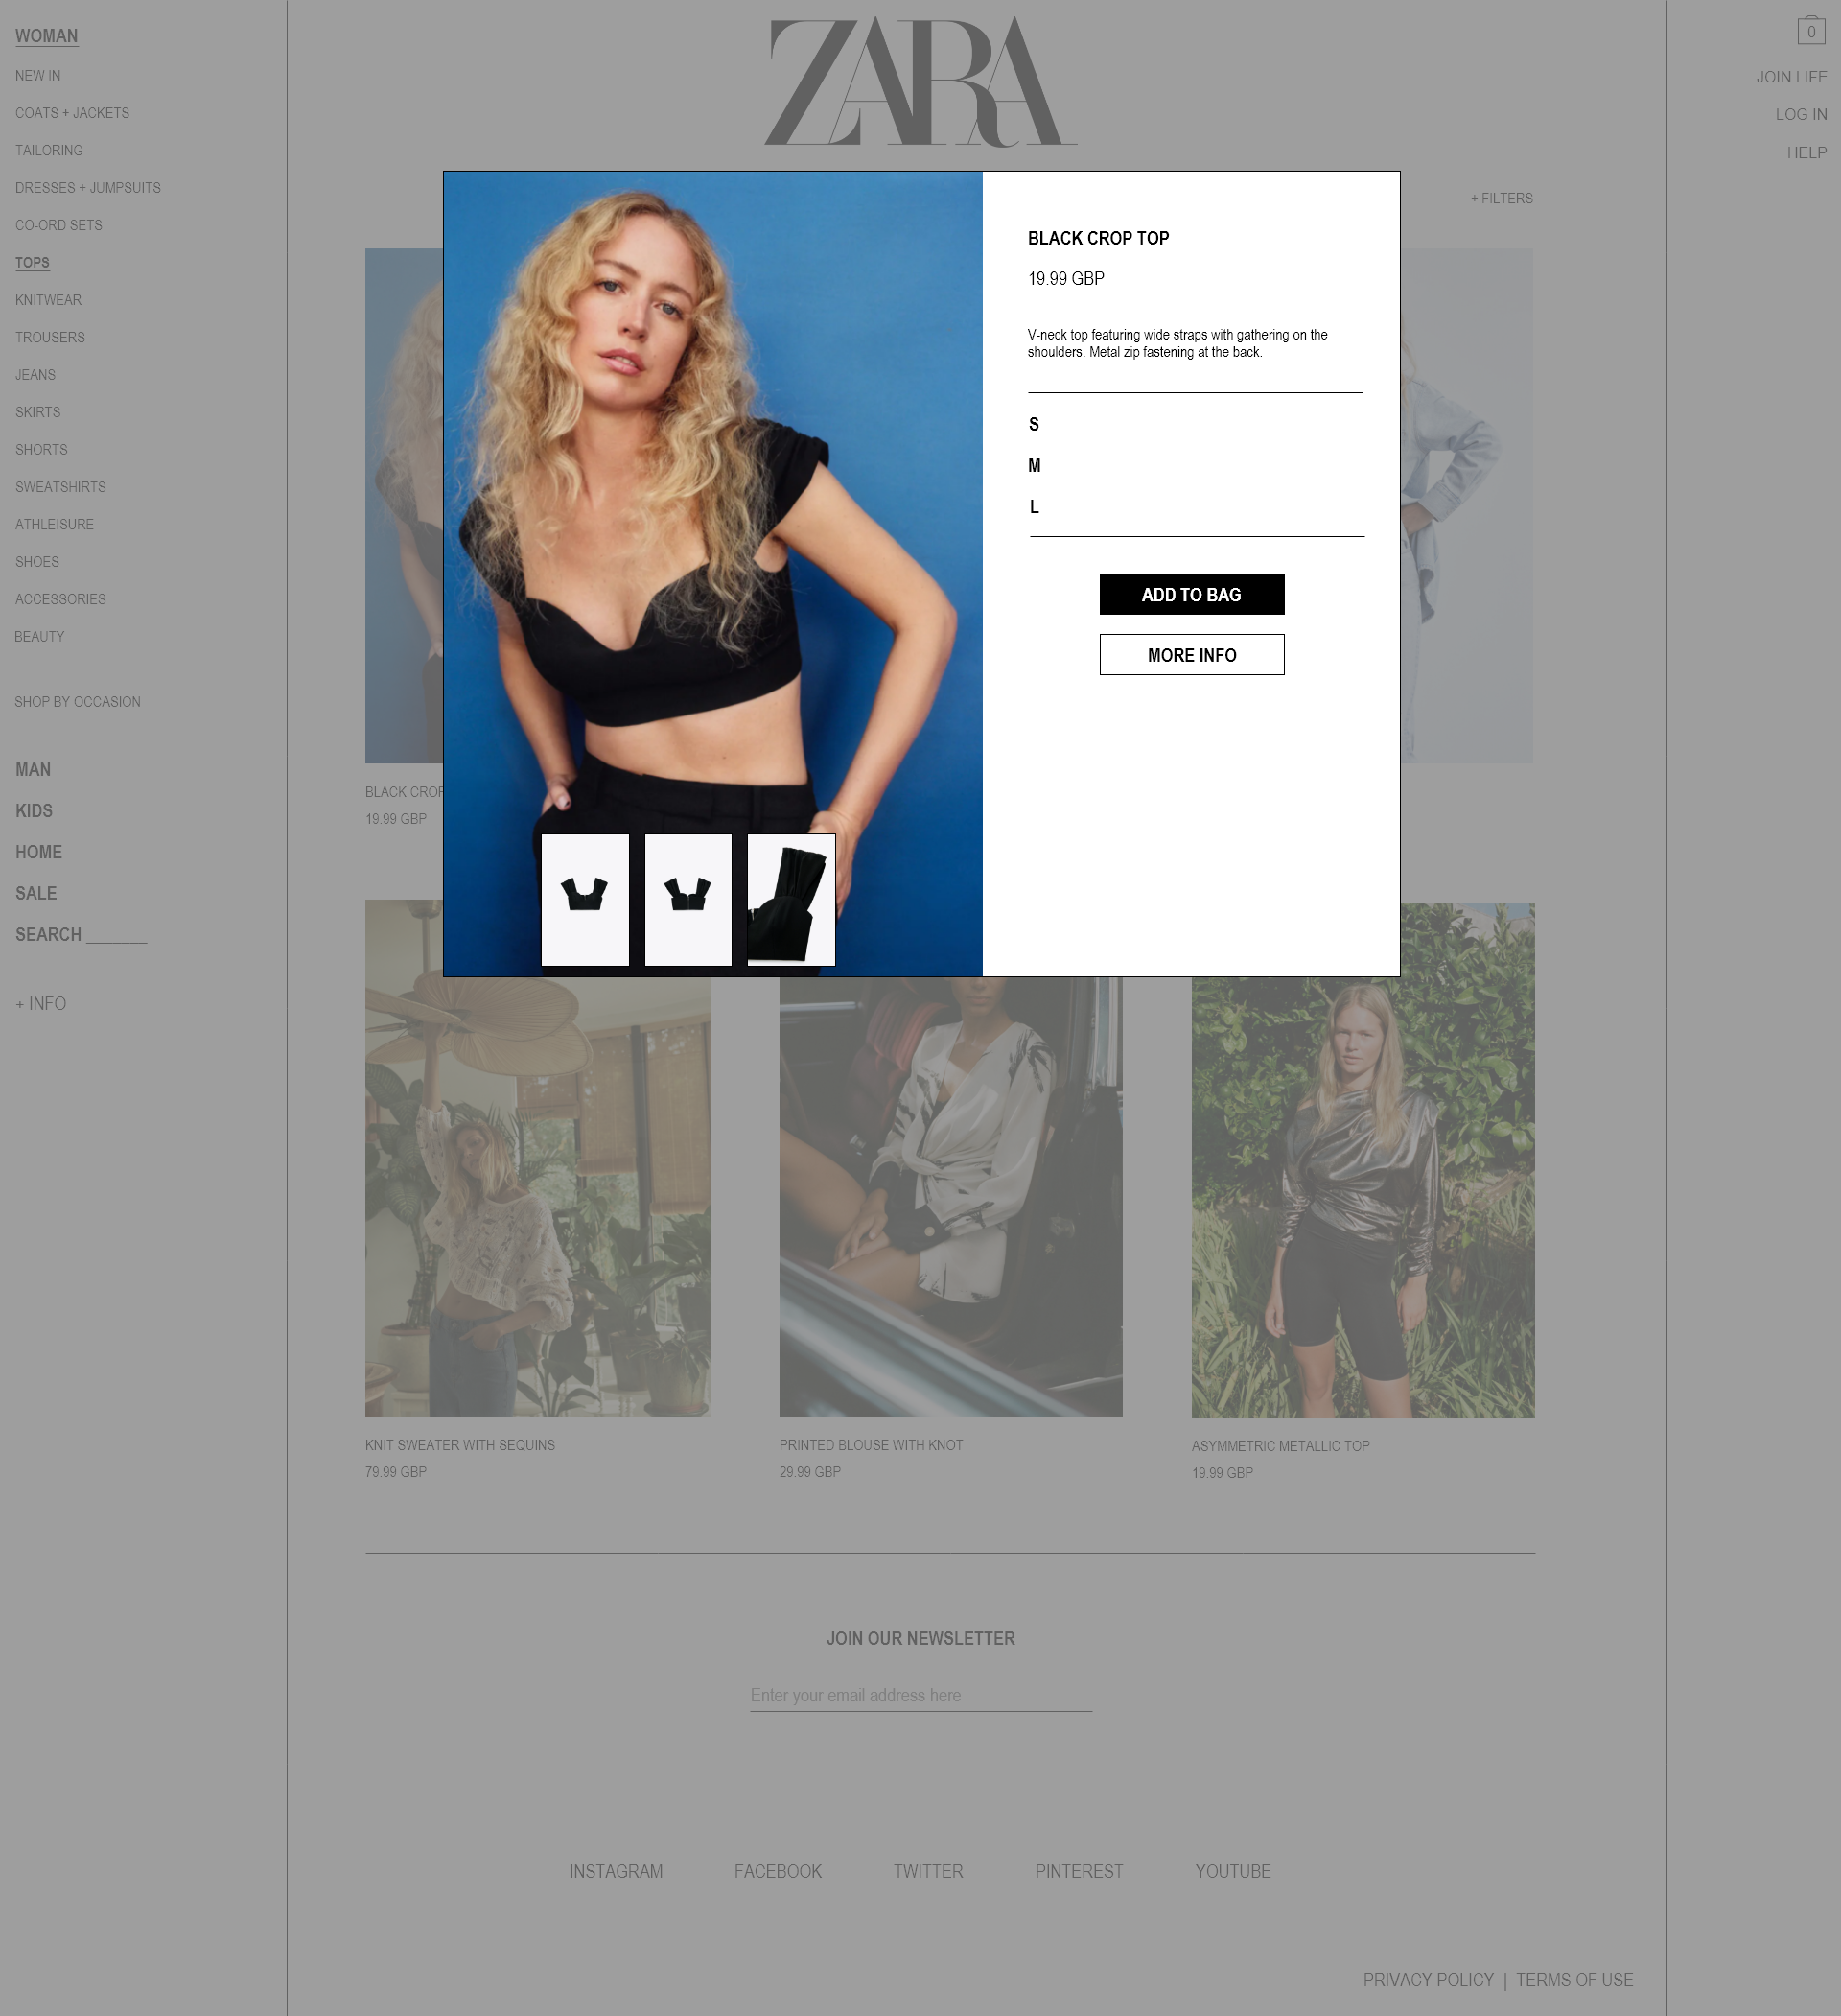 WOMAN
NEW IN
COATS + JACKETS
TAILORING
DRESSES + JUMPSUITS
CO-ORD SETS
TOPS
KNITWEAR
TROUSERS
JEANS
SKIRTS
SHORTS
SWEATSHIRTS
ATHLEISURE
SHOES
ACCESSORIES
BEAUTY
SHOP BY OCCASION
MAN
KIDS
HOME
SALE
SEARCH
+ INFO
ZARA
0
JOIN LIFE
LOG IN
HELP
+ FILTERS
BLACK CROP TOP
19.99 GBP
V-neck top featuring wide straps with gathering on the
shoulders. Metal zip fastening at the back.
S
M
L
ADD TO BAG
MORE INFO
BLACK CROP
19.99 GBP
KNIT SWEATER WITH SEQUINS
79.99 GBP
PRINTED BLOUSE WITH KNOT
29.99 GBP
ASYMMETRIC METALLIC TOP
19.99 GBP
JOIN OUR NEWSLETTER
Enter your email address here
INSTAGRAM
FACEBOOK
TWITTER
PINTEREST
YOUTUBE
PRIVACY POLICY | TERMS OF USE